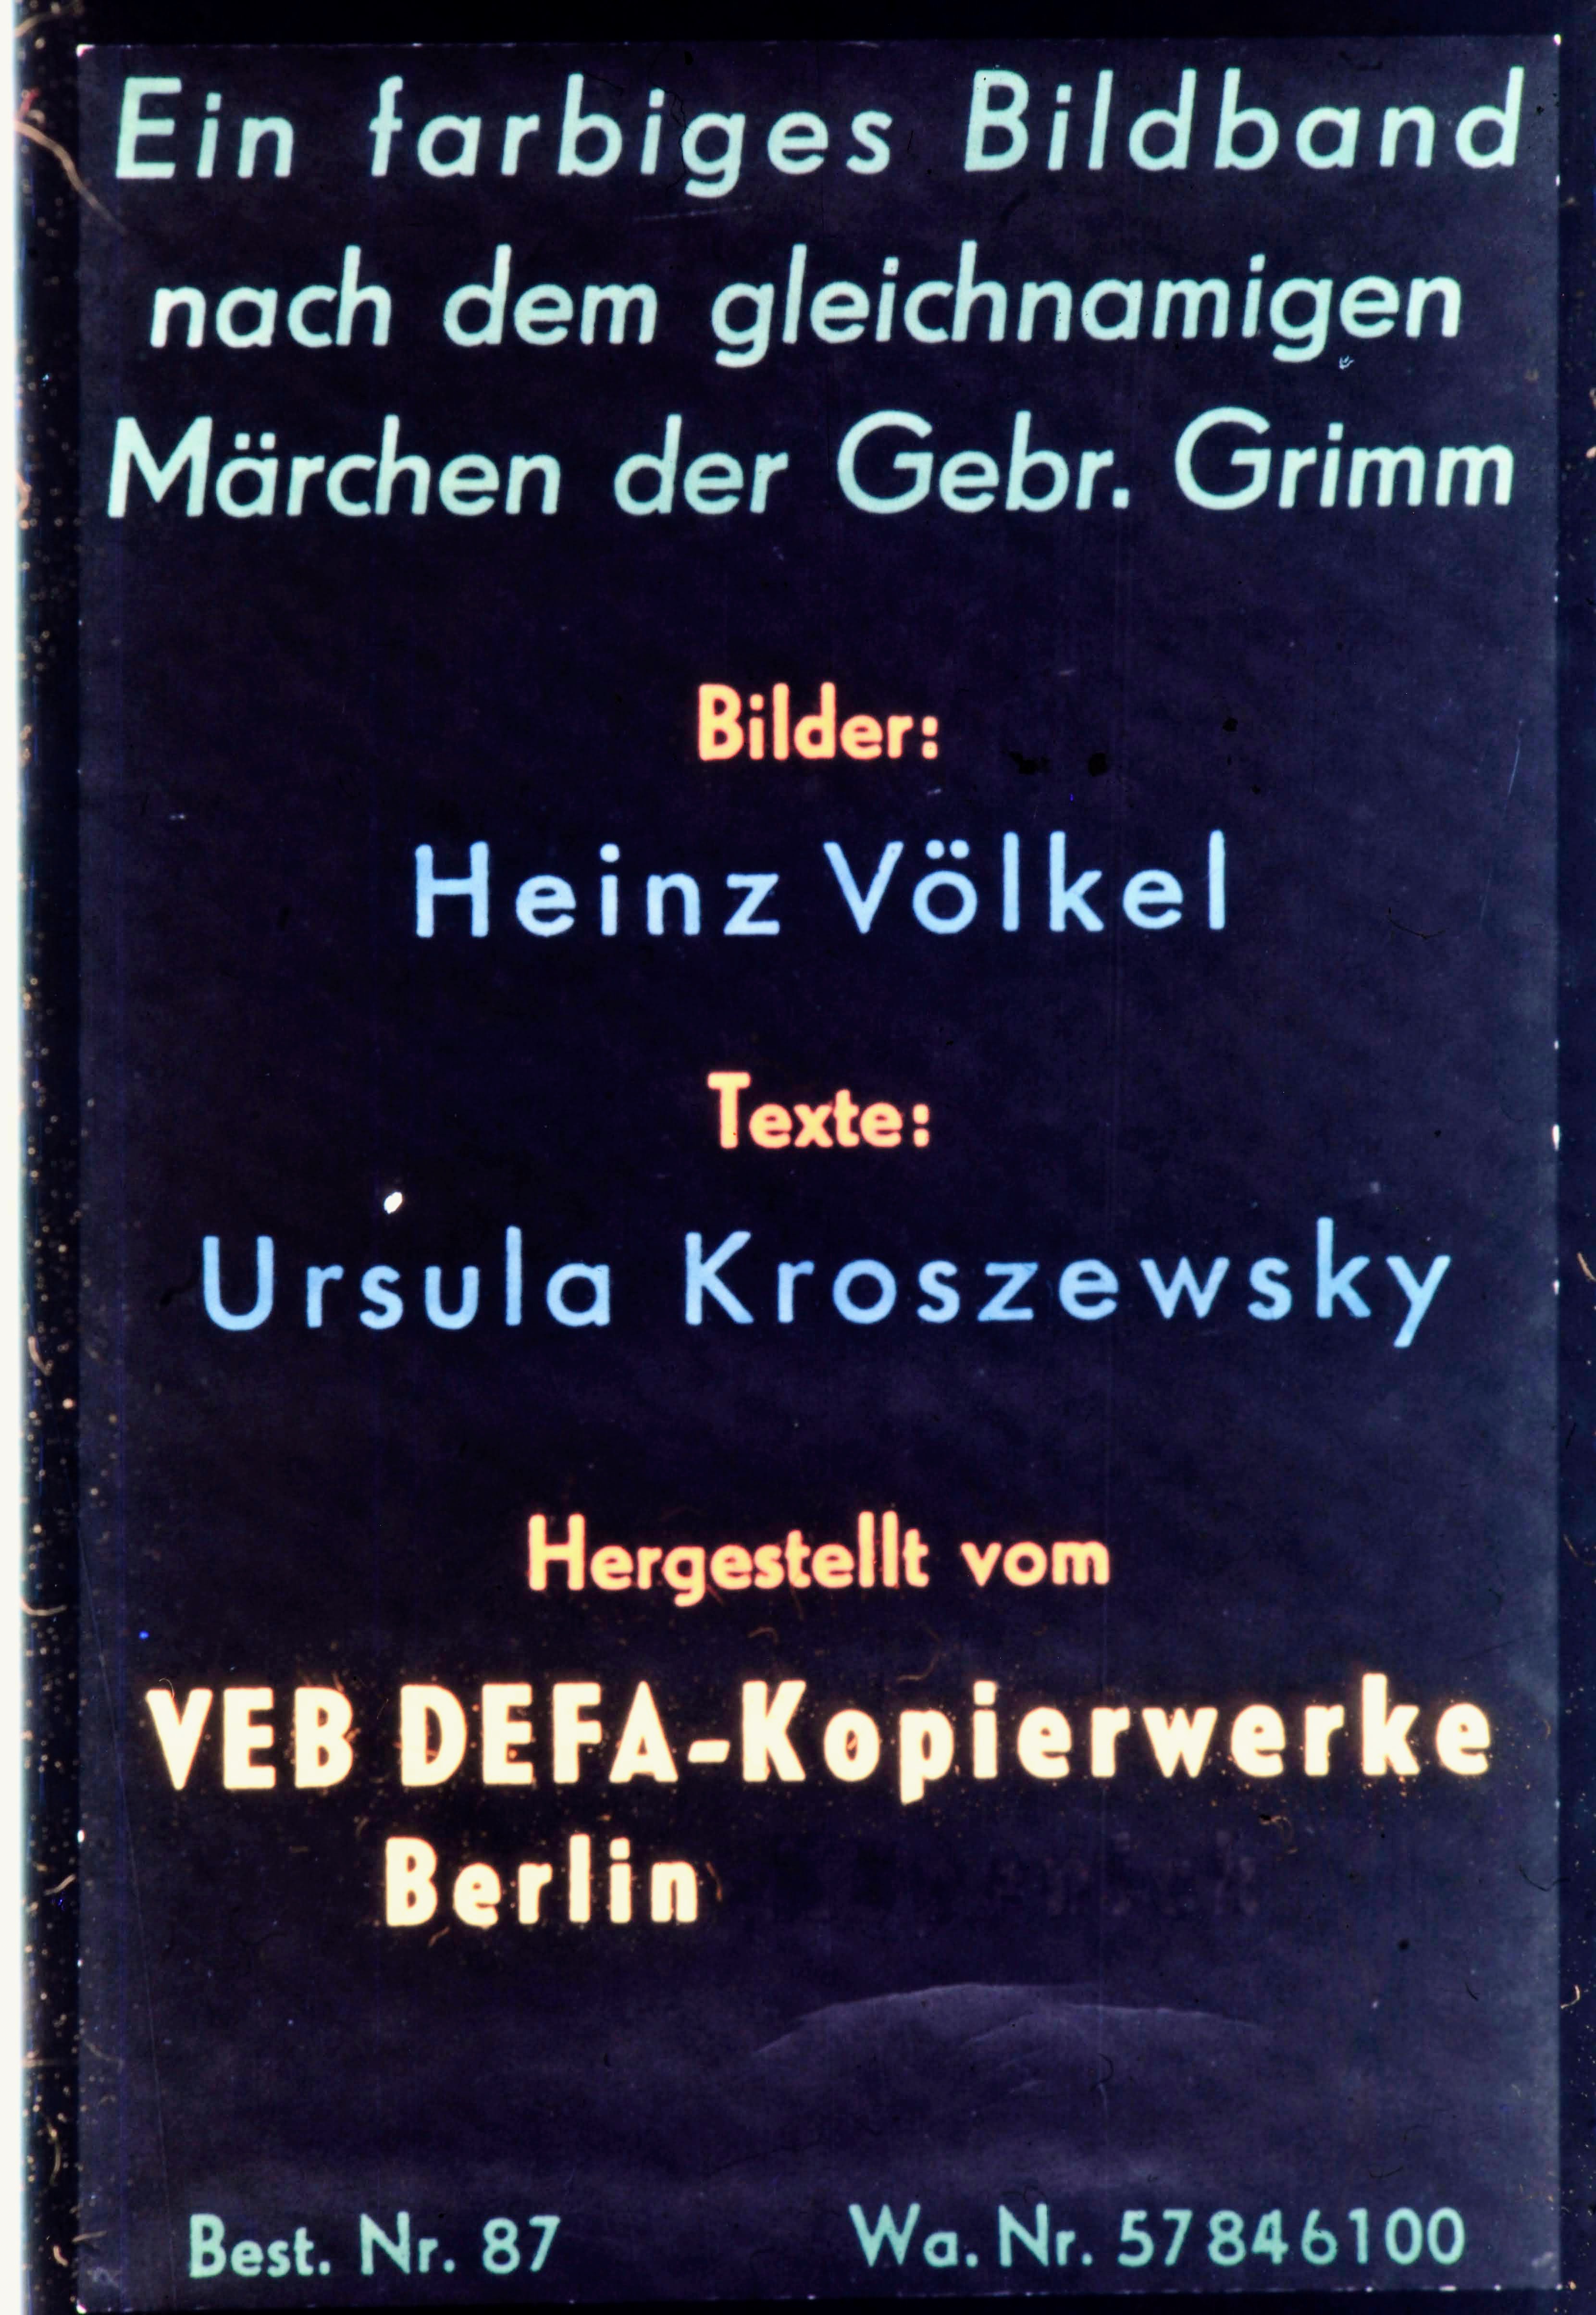 Ein farbiges Bildband
nach dem gleichnamigen
Märchen der Gebr. Grimm
Bilder:
Heinz Völkel
Texte:
Ursula Kroszewsky
Hergestellt vom
VEB DEFA-Kopierwerke
Berlin
Best. Nr. 87 Wa. Nr. 57846100